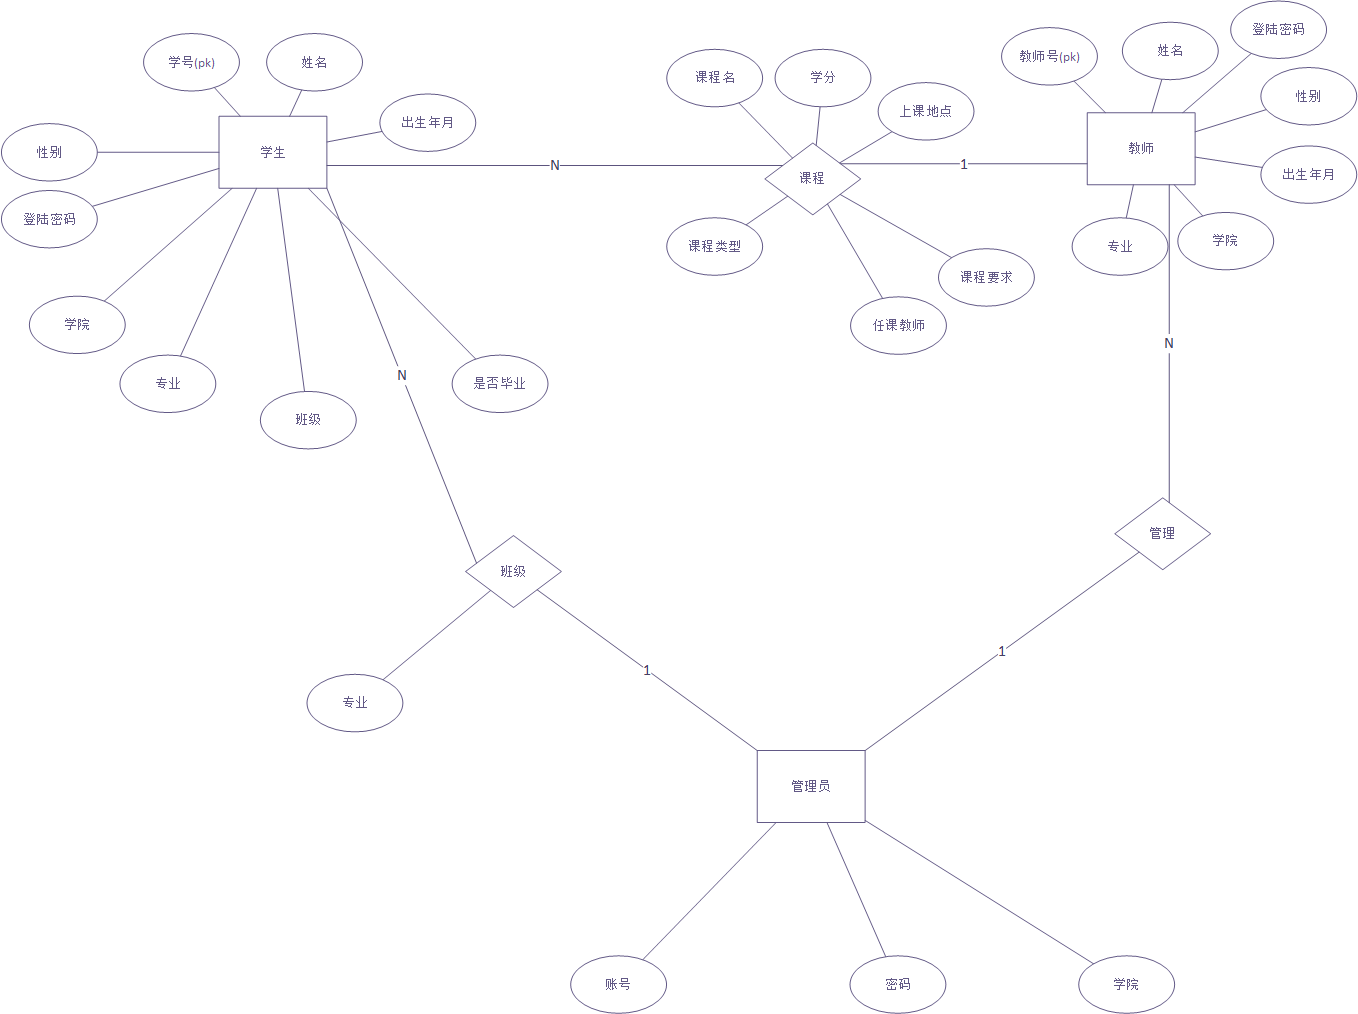 学号(pk)
姓名
出生年月
性别
学生
登陆密码
学院
专业
班级
是否毕业
N
N
课程名
学分
上课地点
课程
课程类型
课程要求
任课教师
1
教师号(pk)
姓名
登陆密码
性别
教师
出生年月
专业
学院
N
管理
班级
专业
1
1
管理员
账号
密码
学院